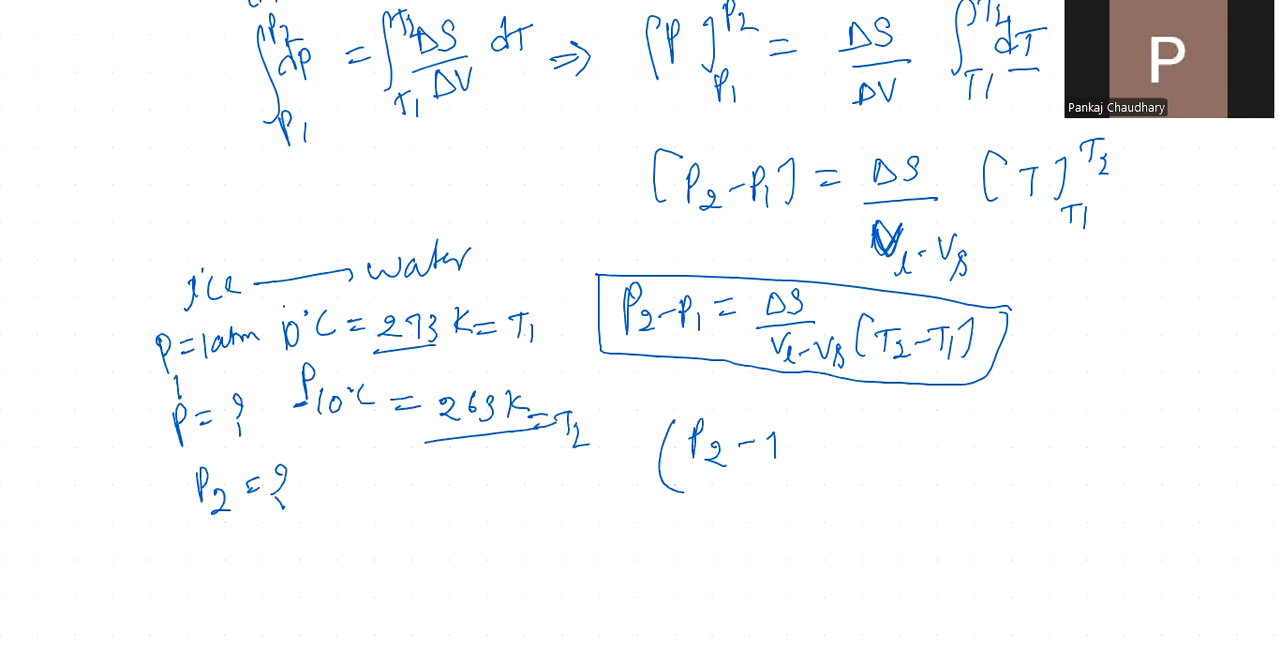 ∫_{P1}^{P2} dp = ∫_{T1}^{T2} ΔS/ΔV dT ⇒ [P]_{P1}^{P2} = ΔS/ΔV ∫_{T1}^{T2} dT
P
Pankaj Chaudhary
[P2-P1] = ΔS/Vl-Vs [T]_{T1}^{T2}
ice → water
P=1atm 0°C = 273 K = T1
P2-P1 = ΔS/Vl-Vs [T2-T1]
P=? -10°C = 263 K = T2
(P2-1
P2 = ?